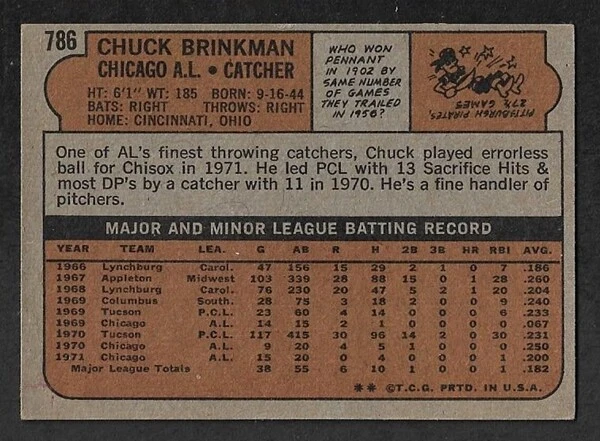 786 CHUCK BRINKMAN
CHICAGO A.L. • CATCHER
HT: 6'1" WT: 185 BORN: 9-16-44
BATS: RIGHT THROWS: RIGHT
HOME: CINCINNATI, OHIO
WHO WON
PENNANT
IN 1902 BY
SAME NUMBER
OF GAMES
THEY TRAILED
IN 1956?
PITTSBURGH PIRATES,
27½ GAMES
One of AL's finest throwing catchers, Chuck played errorless
ball for Chisox in 1971. He led PCL with 13 Sacrifice Hits &
most DP's by a catcher with 11 in 1970. He's a fine handler of
pitchers.
MAJOR AND MINOR LEAGUE BATTING RECORD
YEAR TEAM LEA. G AB R H 2B 3B HR RBI AVG.
1966 Lynchburg Carol. 47 156 15 29 2 1 0 7 .186
1967 Appleton Midwest 103 339 28 88 15 0 1 28 .260
1968 Lynchburg Carol. 76 230 20 47 5 2 1 20 .204
1969 Columbus South. 28 75 3 18 2 0 0 9 .240
1969 Tucson P.C.L. 23 60 4 14 0 0 0 3 .233
1969 Chicago A.L. 14 15 2 1 0 0 0 0 .067
1970 Tucson P.C.L. 117 415 30 96 14 2 0 30 .231
1970 Chicago A.L. 9 20 4 5 1 0 0 0 .250
1971 Chicago A.L. 15 20 0 4 0 0 0 1 .200
Major League Totals 38 55 6 10 1 0 0 1 .182
** ©T.C.G. PRTD. IN U.S.A.